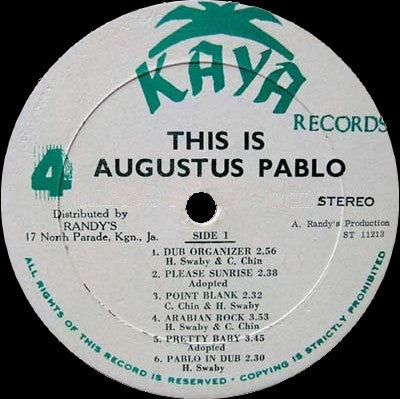 KAYA
RECORDS
THIS IS
AUGUSTUS PABLO
4
STEREO
Distributed by
RANDY'S
17 North Parade, Kgn., Ja.
SIDE 1
A. Randy's Production
ST 11213
1. DUB ORGANIZER 2.56
H. Swaby & C. Chin
2. PLEASE SUNRISE 2.38
Adopted
3. POINT BLANK 2.32
C. Chin & H. Swaby
4. ARABIAN ROCK 3.53
H. Swaby & C. Chin
5. PRETTY BABY 3.45
Adopted
6. PABLO IN DUB 2.30
H. Swaby
ALL RIGHTS OF THIS RECORD IS RESERVED - COPYING IS STRICTLY PROHIBITED